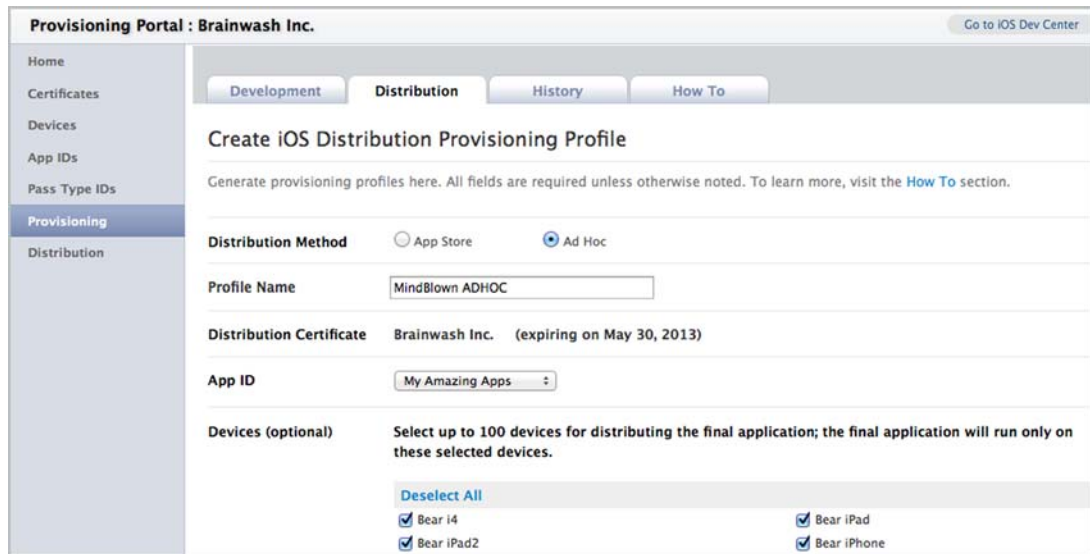 Provisioning Portal : Brainwash Inc.
Go to iOS Dev Center
Home
Certificates
Devices
App IDs
Pass Type IDs
Provisioning
Distribution
Development
Distribution
History
How To
Create iOS Distribution Provisioning Profile
Generate provisioning profiles here. All fields are required unless otherwise noted. To learn more, visit the How To section.
Distribution Method
App Store
Ad Hoc
Profile Name
MindBlown ADHOC
Distribution Certificate
Brainwash Inc. (expiring on May 30, 2013)
App ID
My Amazing Apps
Devices (optional)
Select up to 100 devices for distributing the final application; the final application will run only on
these selected devices.
Deselect All
Bear i4
Bear iPad
Bear iPad2
Bear iPhone